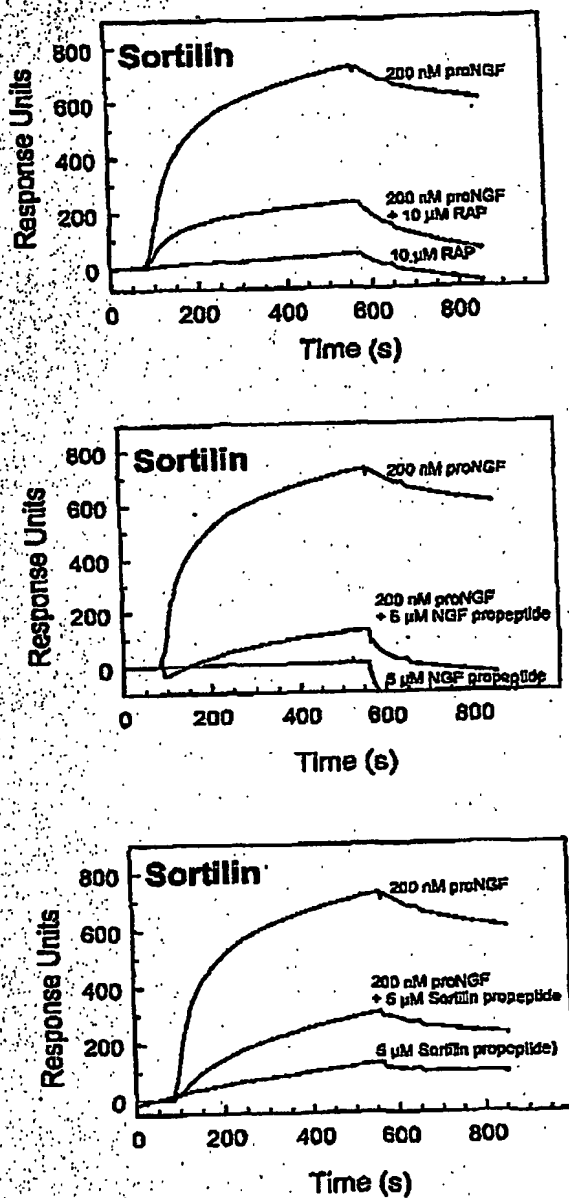 Sortilin
Response Units
800
600
400
200
0
200 nM proNGF
200 nM proNGF
+ 10 µM RAP
10 µM RAP
0 200 400 600 800
Time (s)
Sortilin
Response Units
800
600
400
200
0
200 nM proNGF
200 nM proNGF
+ 5 µM NGF propeptide
5 µM NGF propeptide
0 200 400 600 800
Time (s)
Sortilin
Response Units
800
600
400
200
0
200 nM proNGF
200 nM proNGF
+ 5 µM Sortilin propeptide
5 µM Sortilin propeptide)
0 200 400 600 800
Time (s)